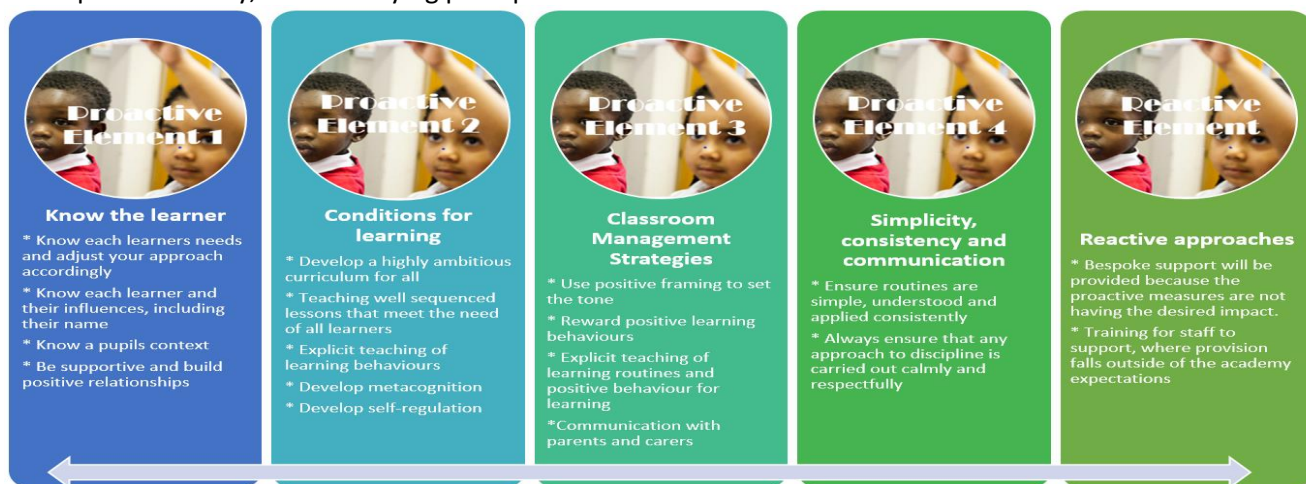 Proactive
Element 1
Know the learner
* Know each learners needs
and adjust your approach
accordingly
* Know each learner and
their influences, including
their name
* Know a pupils context
* Be supportive and build
positive relationships
Proactive
Element 2
Conditions for
learning
* Develop a highly ambitious
curriculum for all
* Teaching well sequenced
lessons that meet the need
of all learners
* Explicit teaching of
learning behaviours
* Develop metacognition
* Develop self-regulation
Proactive
Element 3
Classroom
Management
Strategies
* Use positive framing to set
the tone
* Reward positive learning
behaviours
* Explicit teaching of
learning routines and
positive behaviour for
learning
*Communication with
parents and carers
Proactive
Element 4
Simplicity,
consistency and
communication
* Ensure routines are
simple, understood and
applied consistently
* Always ensure that any
approach to discipline is
carried out calmly and
respectfully
Reactive
Element
Reactive approaches
* Bespoke support will be
provided because the
proactive measures are not
having the desired impact.
* Training for staff to
support, where provision
falls outside of the academy
expectations